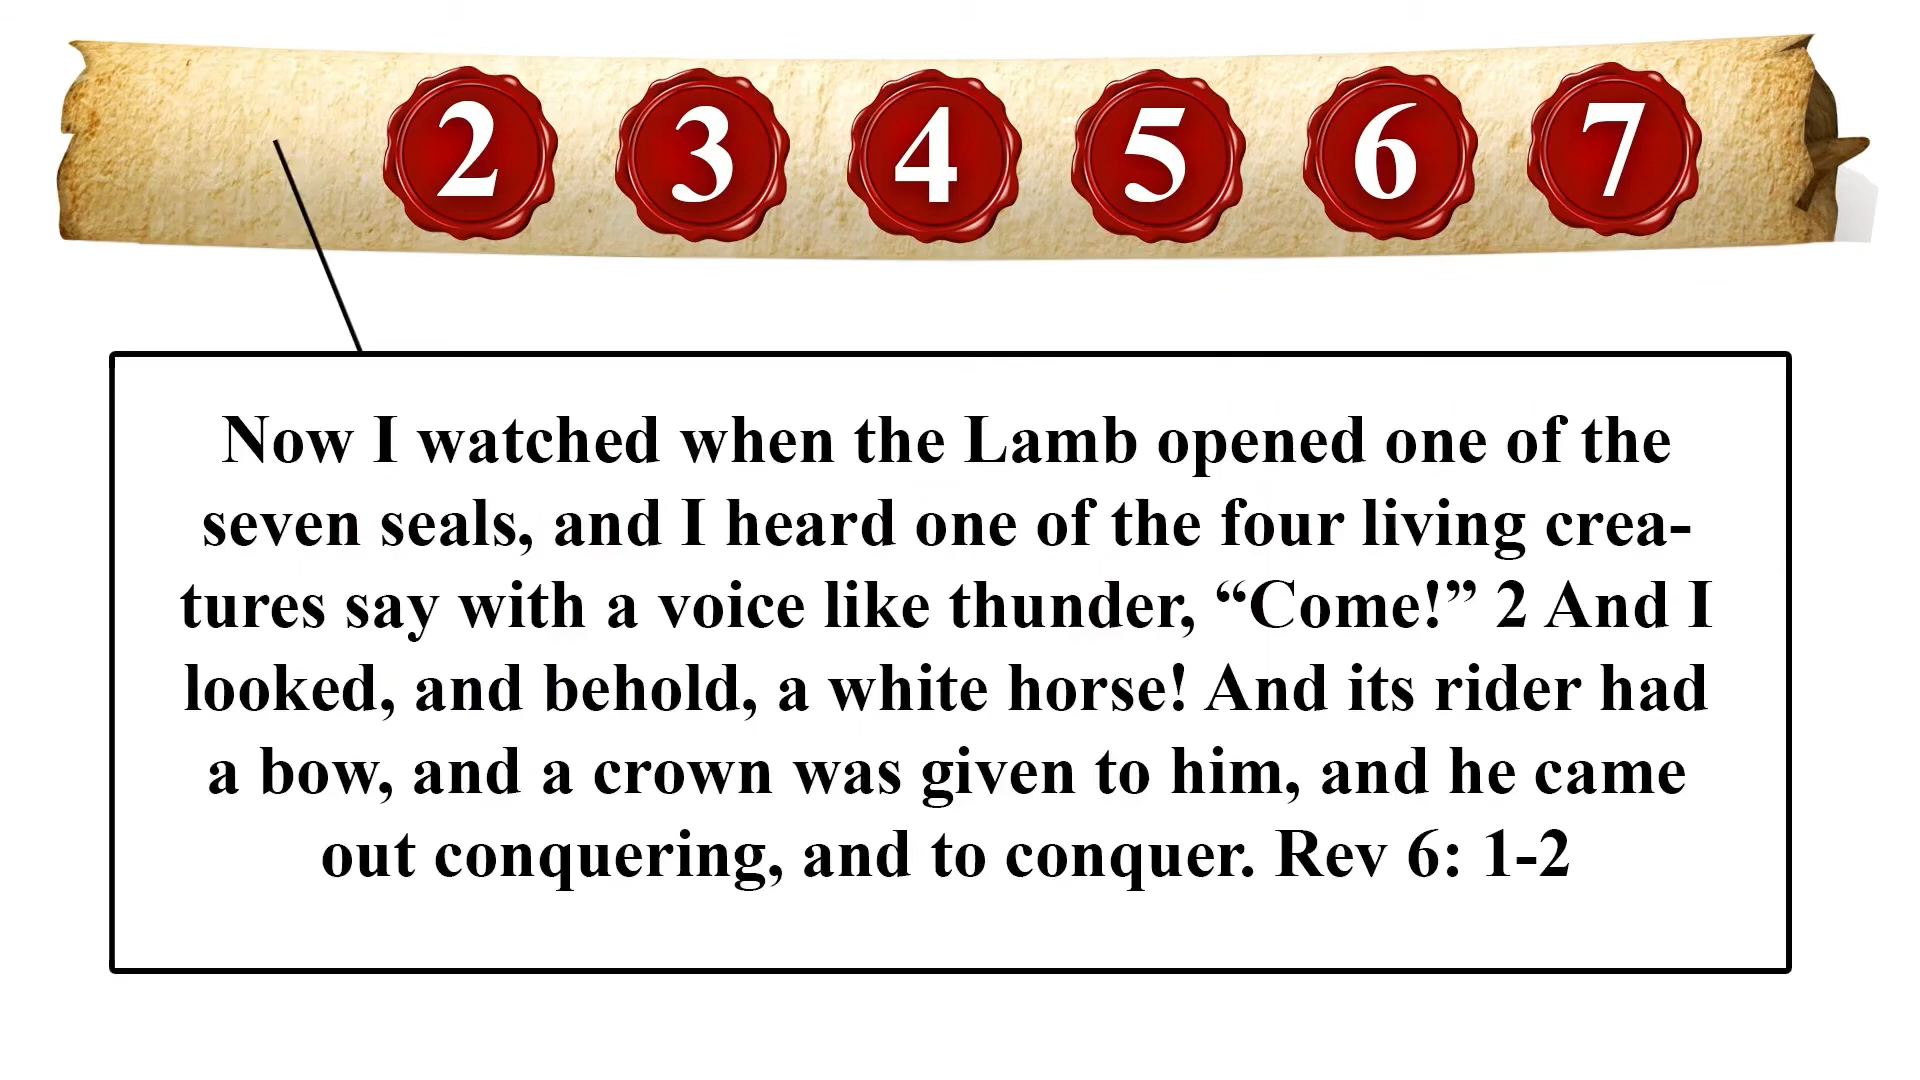 2 3 4 5 6 7
Now I watched when the Lamb opened one of the
seven seals, and I heard one of the four living crea-
tures say with a voice like thunder, “Come!” 2 And I
looked, and behold, a white horse! And its rider had
a bow, and a crown was given to him, and he came
out conquering, and to conquer. Rev 6: 1-2